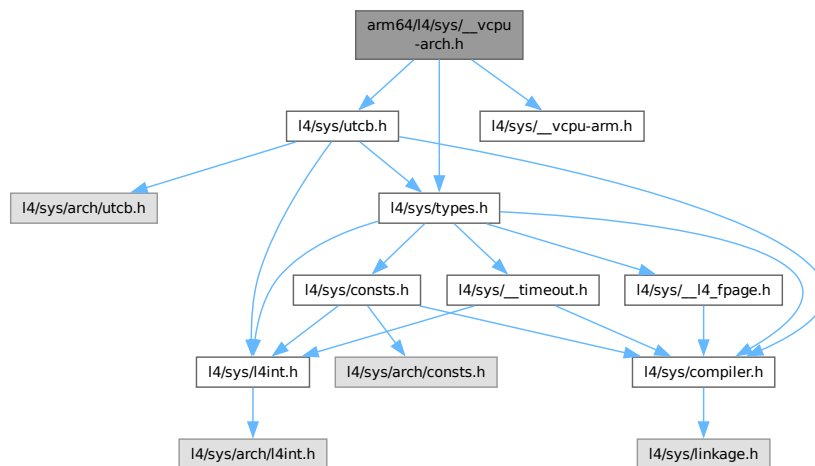 arm64/l4/sys/__vcpu
-arch.h
l4/sys/utcb.h
l4/sys/__vcpu-arm.h
l4/sys/arch/utcb.h
l4/sys/types.h
l4/sys/consts.h
l4/sys/__timeout.h
l4/sys/__l4_fpage.h
l4/sys/l4int.h
l4/sys/arch/consts.h
l4/sys/compiler.h
l4/sys/arch/l4int.h
l4/sys/linkage.h